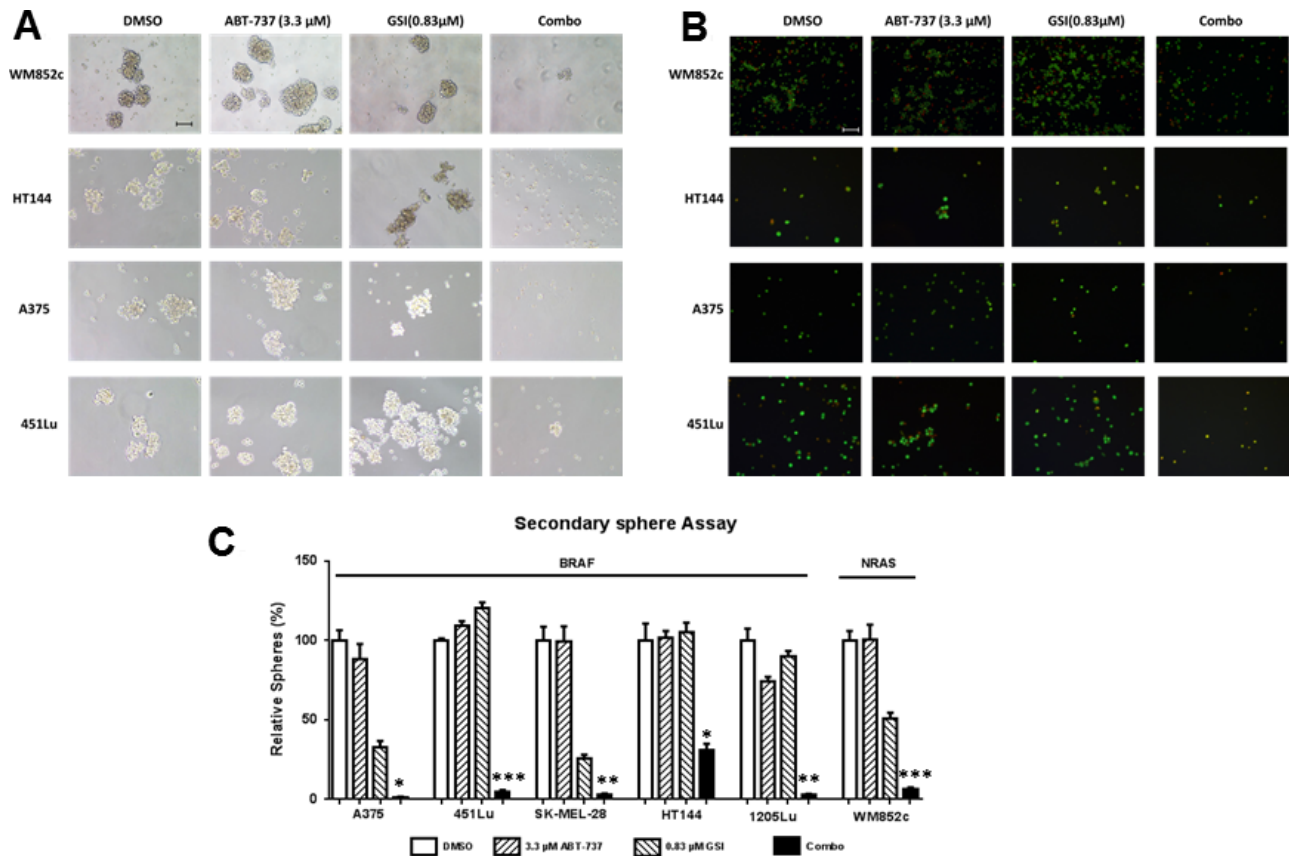 A
DMSO ABT-737 (3.3 µM) GSI(0.83µM) Combo
WM852c
HT144
A375
451Lu
B
DMSO ABT-737 (3.3 µM) GSI(0.83µM) Combo
WM852c
HT144
A375
451Lu
C
Secondary sphere Assay
BRAF NRAS
Relative Spheres (%)
150
100
50
0
* *** ** * ** ***
A375 451Lu SK-MEL-28 HT144 1205Lu WM852c
DMSO 3.3 µM ABT-737 0.83 µM GSI Combo